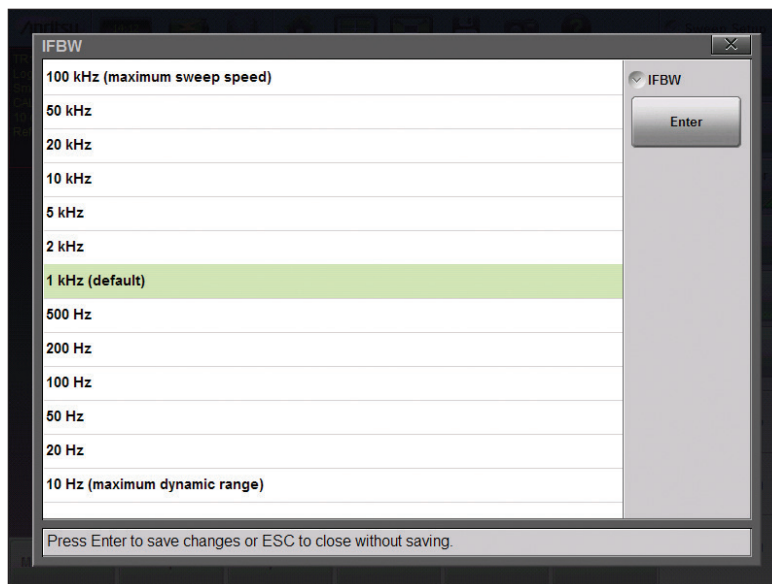 Anritsu
IFBW
100 kHz (maximum sweep speed)
50 kHz
20 kHz
10 kHz
5 kHz
2 kHz
1 kHz (default)
500 Hz
200 Hz
100 Hz
50 Hz
20 Hz
10 Hz (maximum dynamic range)
IFBW
Enter
Press Enter to save changes or ESC to close without saving.